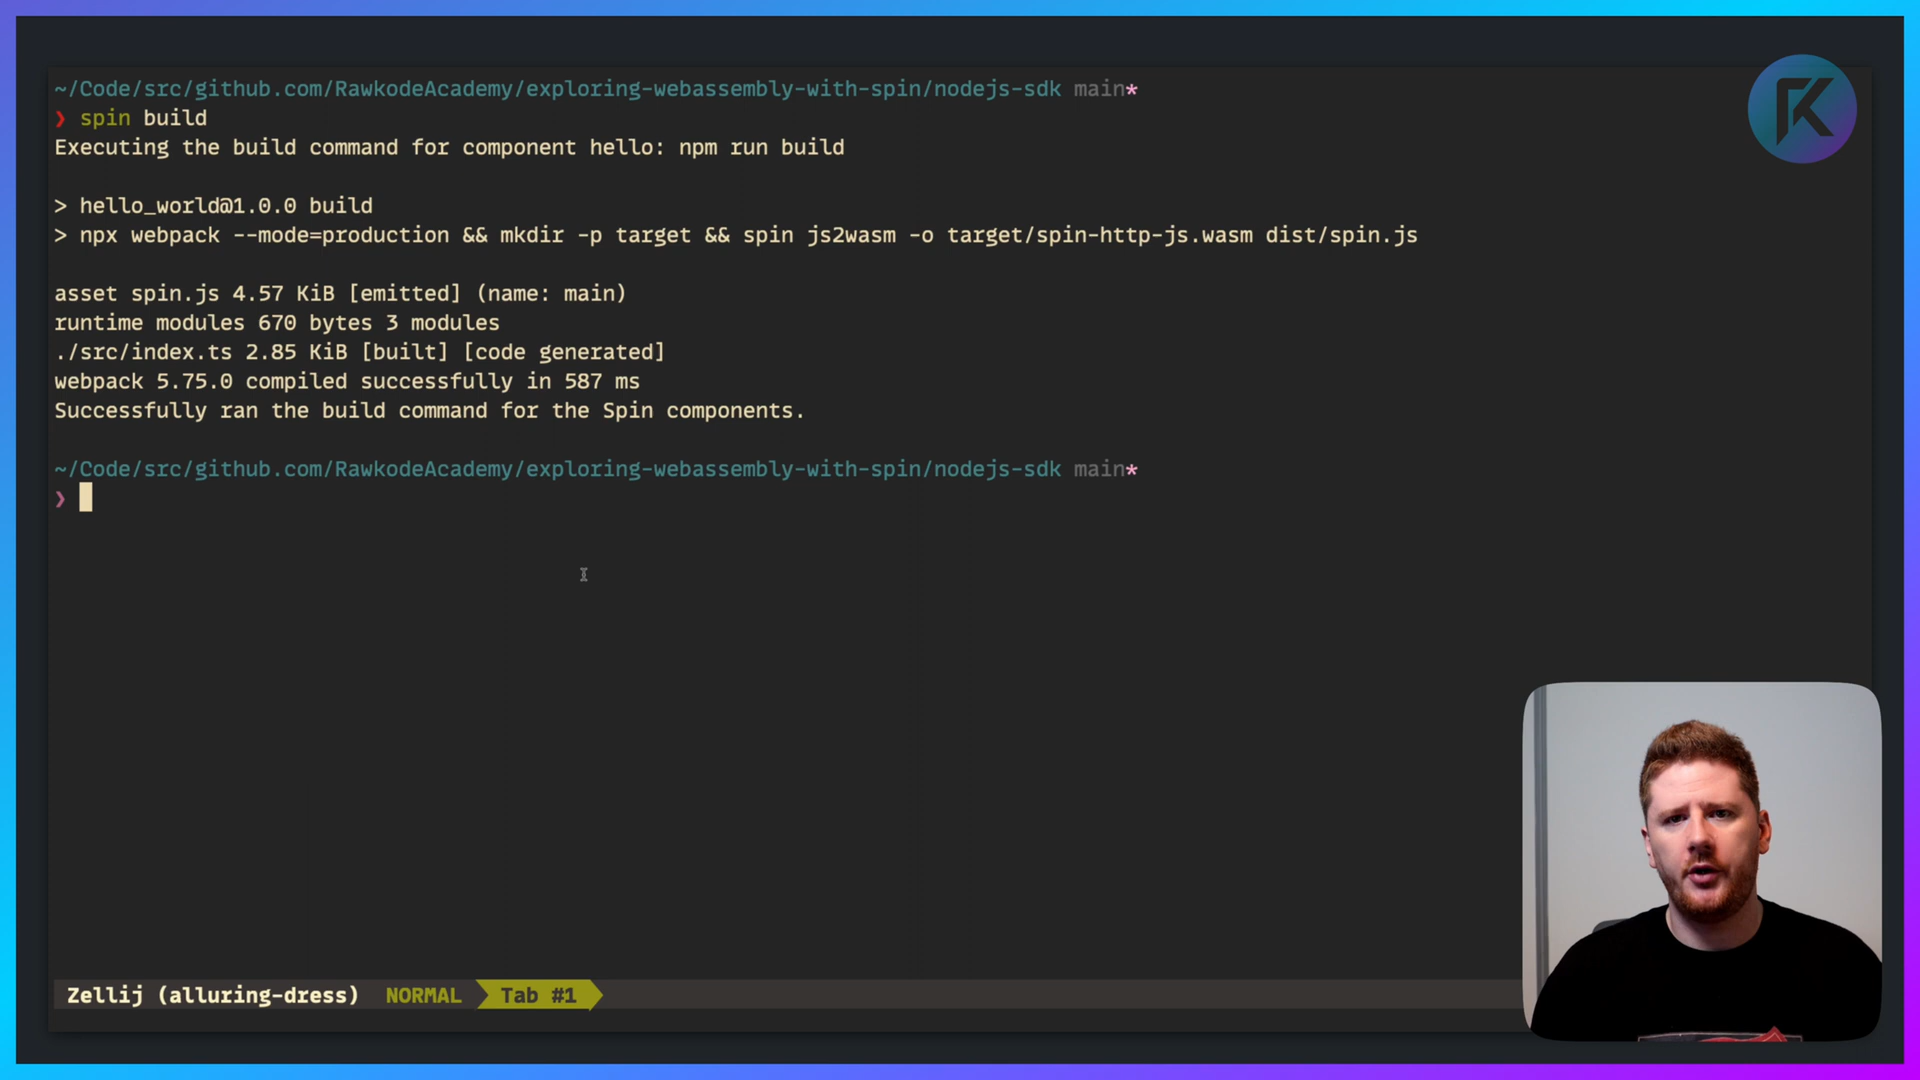 ~/Code/src/github.com/RawkodeAcademy/exploring-webassembly-with-spin/nodejs-sdk main*
❯ spin build
Executing the build command for component hello: npm run build
> hello_world@1.0.0 build
> npx webpack --mode=production && mkdir -p target && spin js2wasm -o target/spin-http-js.wasm dist/spin.js
asset spin.js 4.57 KiB [emitted] (name: main)
runtime modules 670 bytes 3 modules
./src/index.ts 2.85 KiB [built] [code generated]
webpack 5.75.0 compiled successfully in 587 ms
Successfully ran the build command for the Spin components.
~/Code/src/github.com/RawkodeAcademy/exploring-webassembly-with-spin/nodejs-sdk main*
❯
Zellij (alluring-dress) NORMAL Tab #1